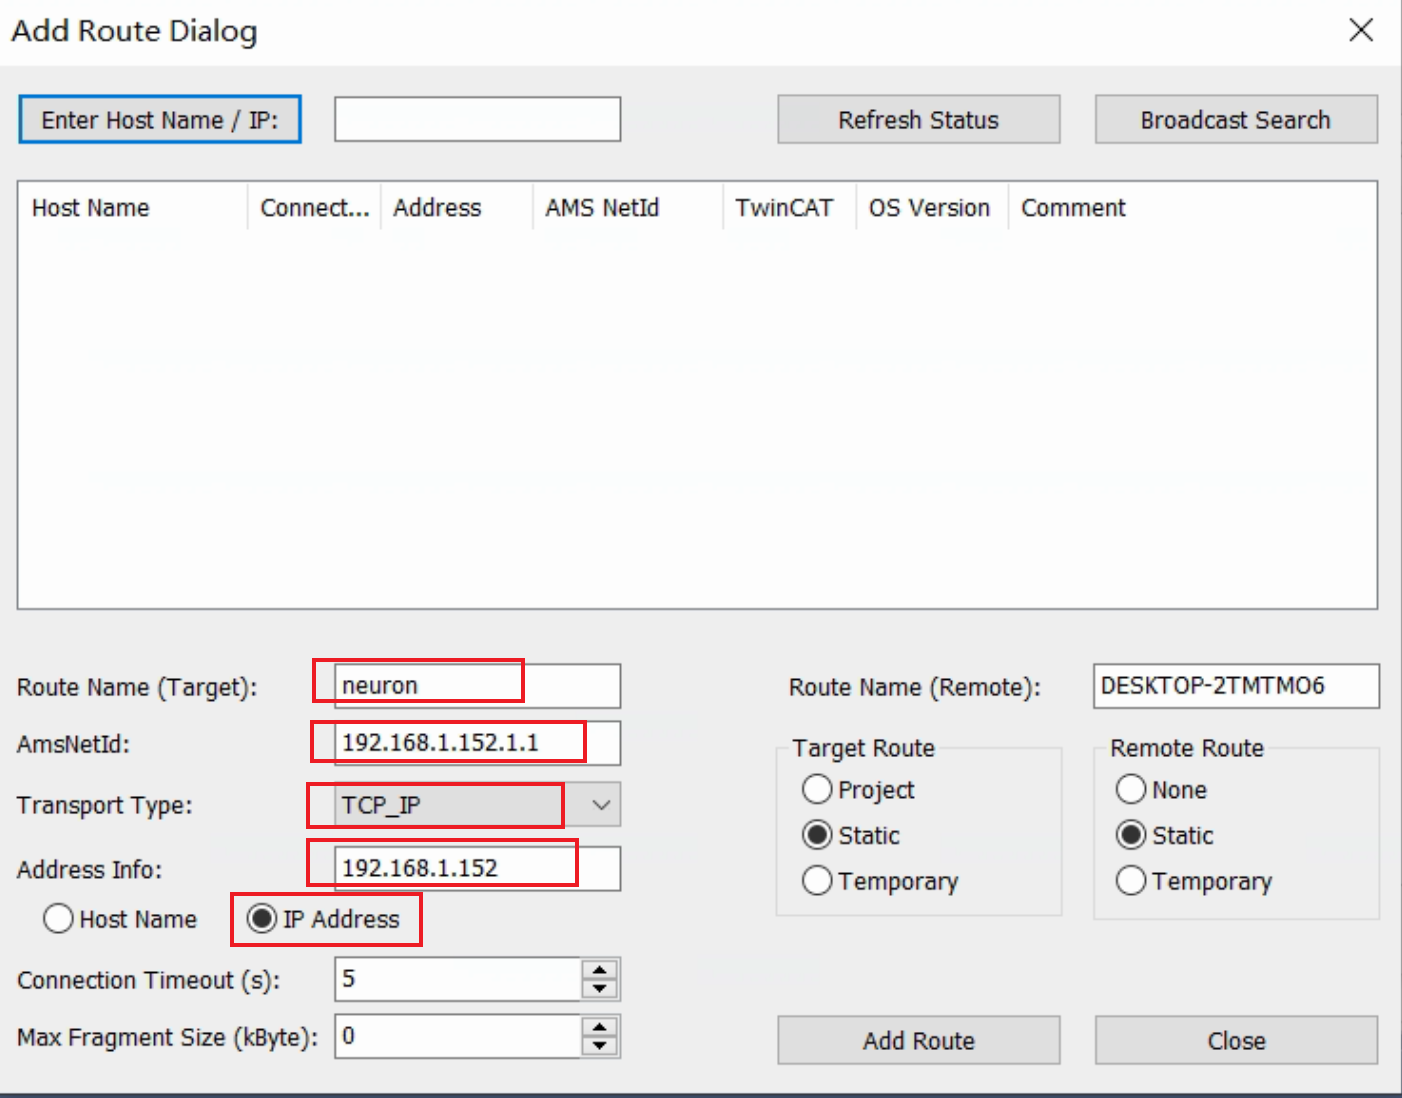 Add Route Dialog
Enter Host Name / IP:
Refresh Status
Broadcast Search
Host Name Connect... Address AMS NetId TwinCAT OS Version Comment
Route Name (Target): neuron
Route Name (Remote): DESKTOP-2TMTMO6
AmsNetId: 192.168.1.152.1.1
Transport Type: TCP_IP
Address Info: 192.168.1.152
Host Name IP Address
Connection Timeout (s): 5
Max Fragment Size (kByte): 0
Target Route
Project
Static
Temporary
Remote Route
None
Static
Temporary
Add Route
Close